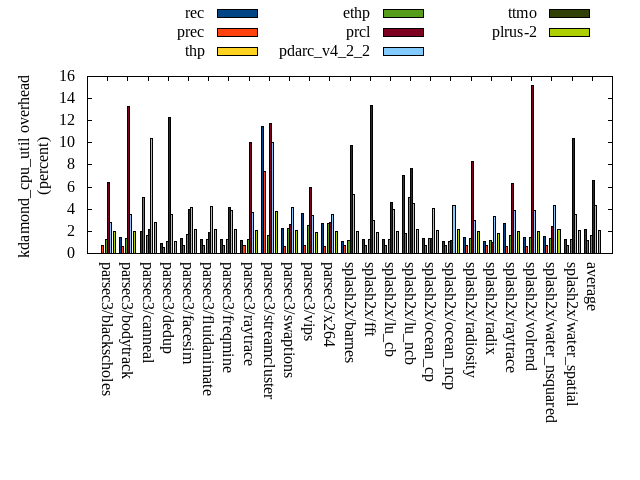 rec
prec
thp
ethp
prcl
pdarc_v4_2_2
ttmo
plrus-2
kdamond_cpu_util overhead
(percent)
16
14
12
10
8
6
4
2
0
parsec3/blackscholes
parsec3/bodytrack
parsec3/canneal
parsec3/dedup
parsec3/facesim
parsec3/fluidanimate
parsec3/freqmine
parsec3/raytrace
parsec3/streamcluster
parsec3/swaptions
parsec3/vips
parsec3/x264
splash2x/barnes
splash2x/fft
splash2x/lu_cb
splash2x/lu_ncb
splash2x/ocean_cp
splash2x/ocean_ncp
splash2x/radiosity
splash2x/radix
splash2x/raytrace
splash2x/volrend
splash2x/water_nsquared
splash2x/water_spatial
average